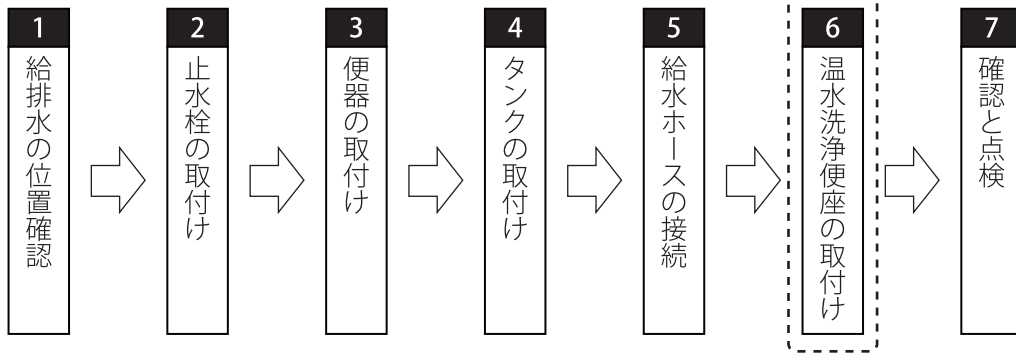 1
給排水の位置確認
2
止水栓の取付け
3
便器の取付け
4
タンクの取付け
5
給水ホースの接続
6
温水洗浄便座の取付け
7
確認と点検